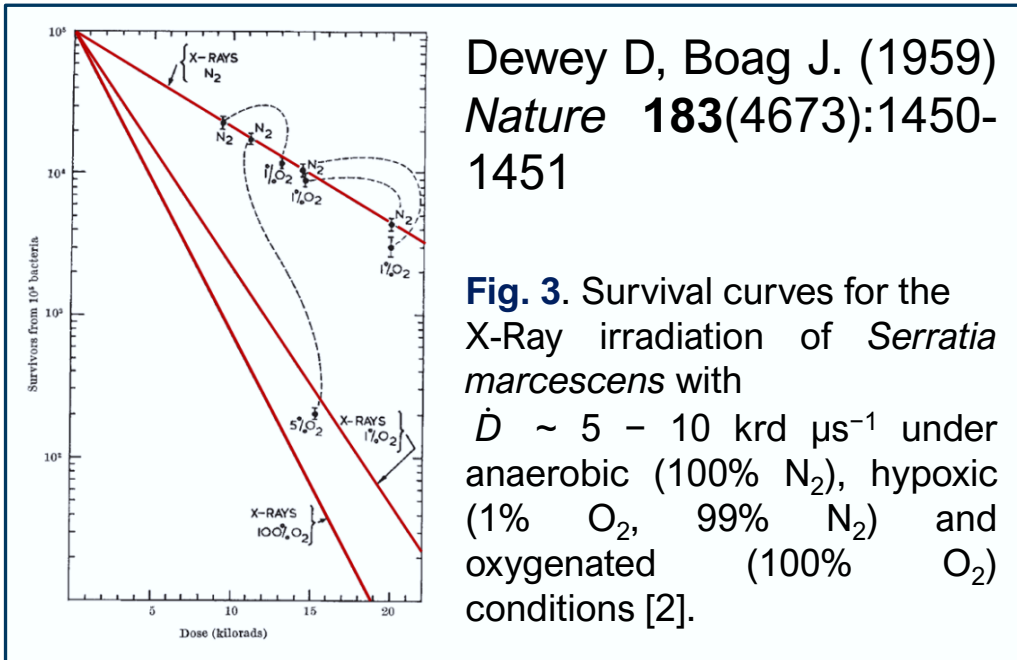 10⁵
X-RAYS
N₂
N₂
N₂
1%O₂
N₂
1%O₂
10⁴
N₂
1%O₂
Survivors from 10⁵ bacteria
10³
5%O₂
X-RAYS
1%O₂
10²
X-RAYS
100%O₂
5
10
15
20
Dose (kilorads)
Dewey D, Boag J. (1959)
Nature 183(4673):1450-
1451
Fig. 3. Survival curves for the
X-Ray irradiation of Serratia
marcescens with
Ḋ ~ 5 − 10 krd µs⁻¹ under
anaerobic (100% N₂), hypoxic
(1% O₂, 99% N₂) and
oxygenated (100% O₂)
conditions [2].